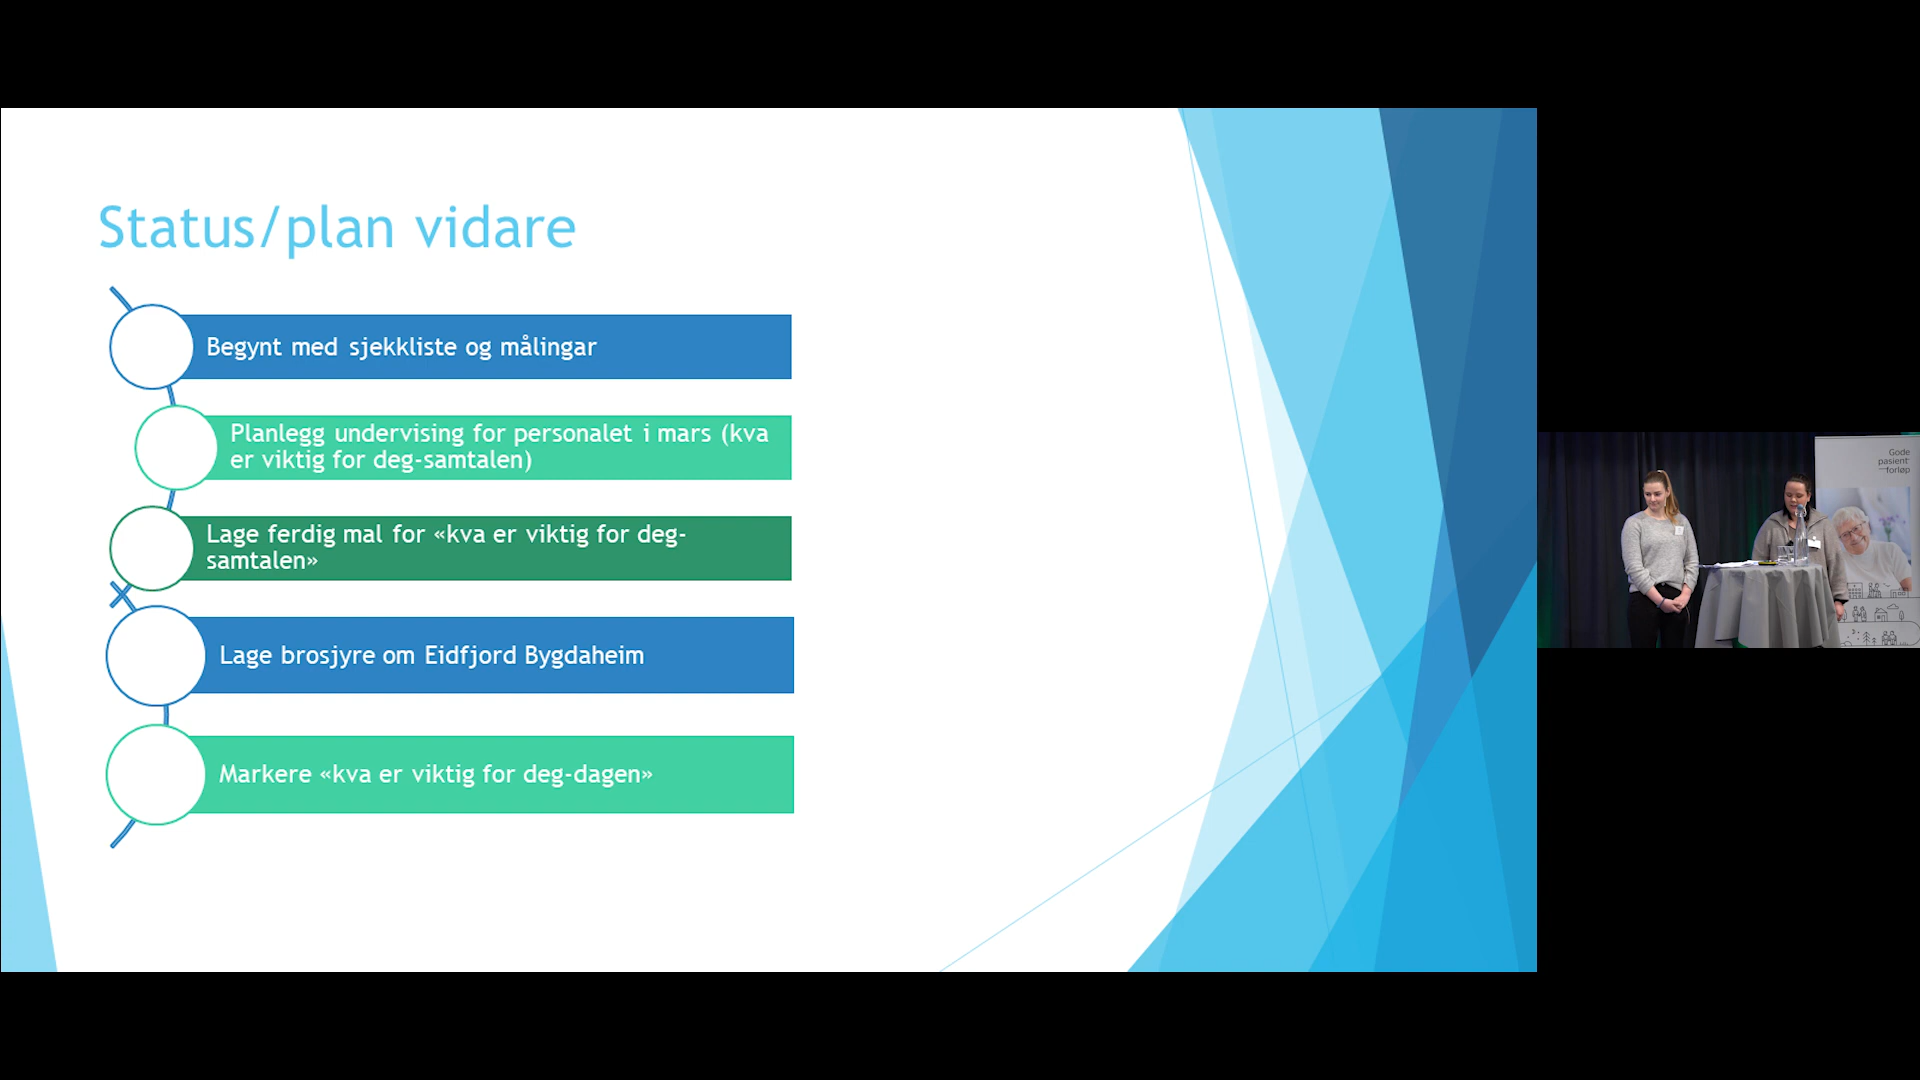 Status/plan vidare
Begynt med sjekkliste og målingar
Planlegg undervising for personalet i mars (kva
er viktig for deg-samtalen)
Lage ferdig mal for «kva er viktig for deg-
samtalen»
Lage brosjyre om Eidfjord Bygdaheim
Markere «kva er viktig for deg-dagen»
Gode
pasient-
forløp